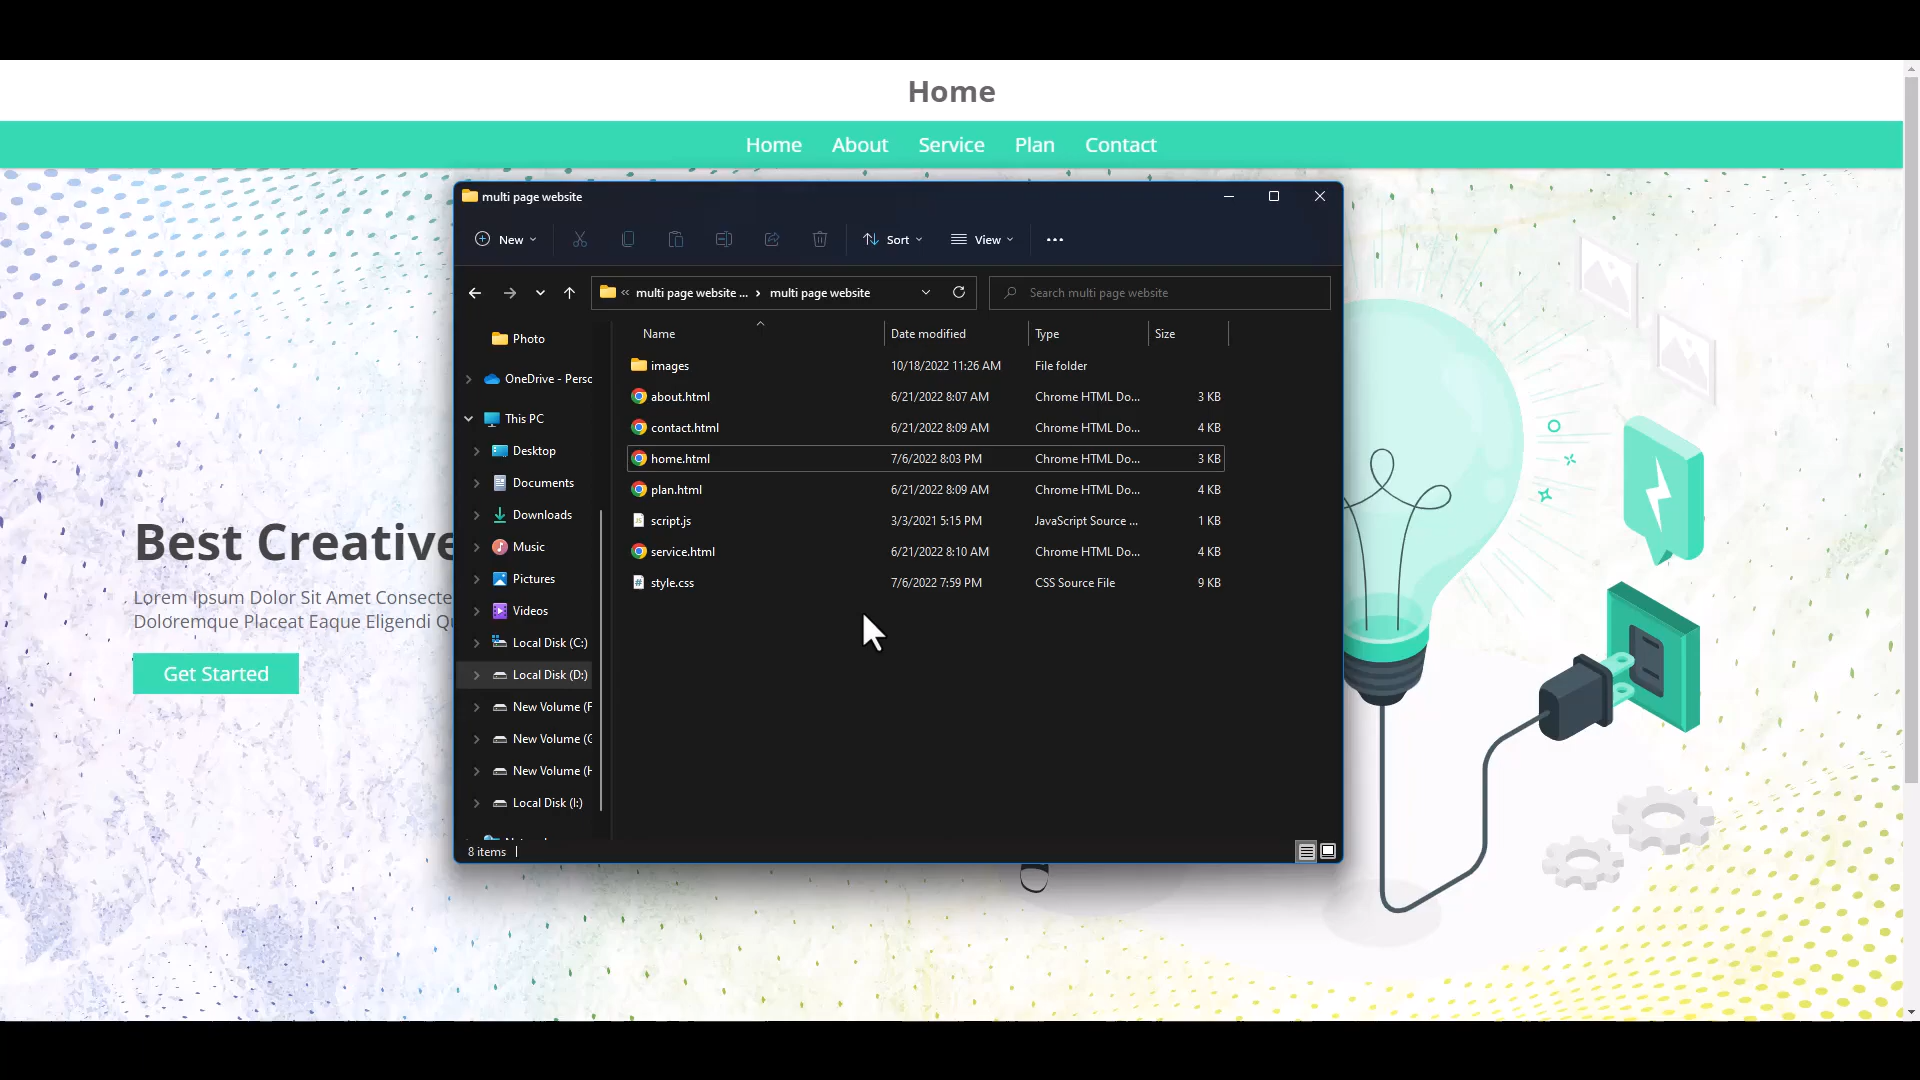 Home
Home About Service Plan Contact
multi page website
New Sort View
« multi page website ... › multi page website
Search multi page website
Name Date modified Type Size
Photo
OneDrive - Perso
This PC
Desktop
Documents
Downloads
Music
Pictures
Videos
Local Disk (C:)
Local Disk (D:)
New Volume (F
New Volume (G
New Volume (H
Local Disk (I:)
images 10/18/2022 11:26 AM File folder
about.html 6/21/2022 8:07 AM Chrome HTML Do... 3 KB
contact.html 6/21/2022 8:09 AM Chrome HTML Do... 4 KB
home.html 7/6/2022 8:03 PM Chrome HTML Do... 3 KB
plan.html 6/21/2022 8:09 AM Chrome HTML Do... 4 KB
script.js 3/3/2021 5:15 PM JavaScript Source ... 1 KB
service.html 6/21/2022 8:10 AM Chrome HTML Do... 4 KB
style.css 7/6/2022 7:59 PM CSS Source File 9 KB
8 items
Best Creative
Lorem Ipsum Dolor Sit Amet Consecte
Doloremque Placeat Eaque Eligendi Qu
Get Started